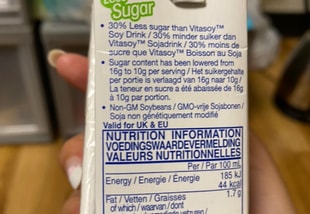 Sugar
• 30% Less sugar than Vitasoy™
Soy Drink / 30% minder suiker dan
Vitasoy™ Sojadrink / 30% moins de
sucre que Vitasoy™ Boisson au Soja
• Sugar content has been lowered from
16g to 10g per serving / Het suikergehalte
per portie is verlaagd van 16g naar 10g /
La teneur en sucre a été abaissée de 16g
à 10g par portion.
• Non-GM Soybeans / GMO-vrije Sojabonen /
Soja non génétiquement modifié
Valid for UK & EU
NUTRITION INFORMATION
VOEDINGSWAARDEVERMELDING
VALEURS NUTRITIONNELLES
Per / Par 100 mL
Energy / Energie / Énergie 185 kJ
44 kcal
Fat / Vetten / Graisses 1.7 g
of which / waarvan / dont